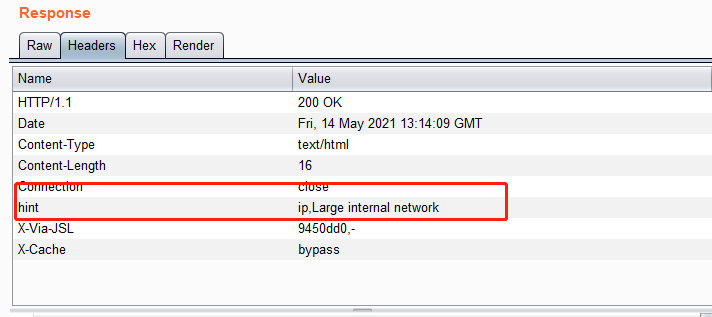 Response
Raw Headers Hex Render
Name Value
HTTP/1.1 200 OK
Date Fri, 14 May 2021 13:14:09 GMT
Content-Type text/html
Content-Length 16
Connection close
hint ip,Large internal network
X-Via-JSL 9450dd0,-
X-Cache bypass